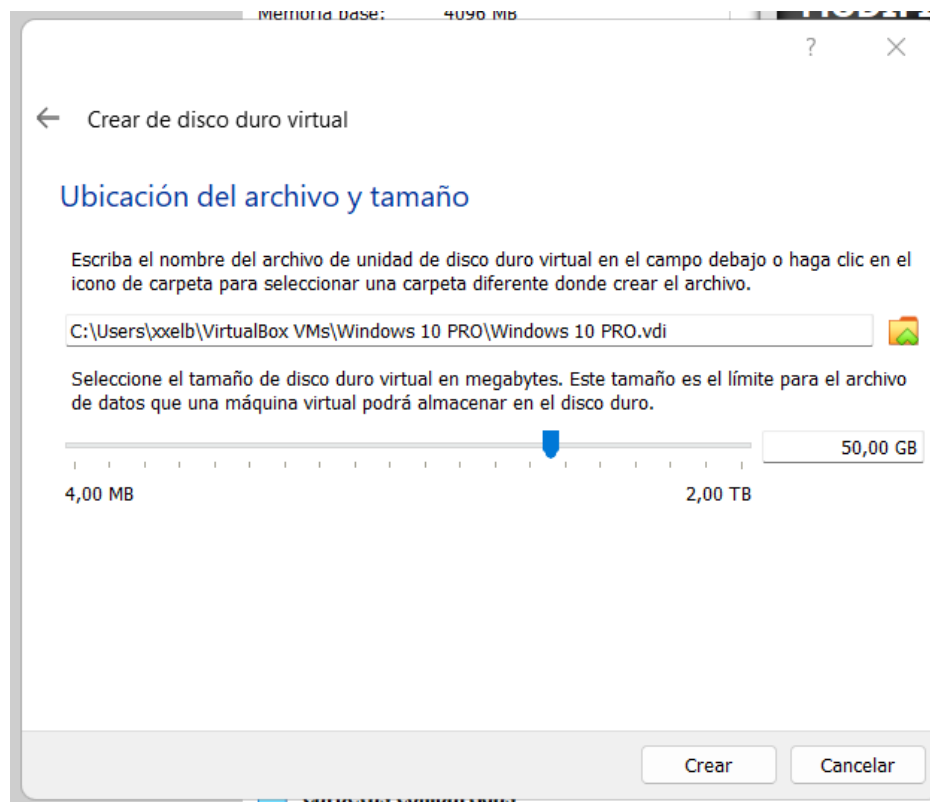 Memoria base: 4096 MB
?
Crear de disco duro virtual
Ubicación del archivo y tamaño
Escriba el nombre del archivo de unidad de disco duro virtual en el campo debajo o haga clic en el
icono de carpeta para seleccionar una carpeta diferente donde crear el archivo.
C:\Users\xxelb\VirtualBox VMs\Windows 10 PRO\Windows 10 PRO.vdi
Seleccione el tamaño de disco duro virtual en megabytes. Este tamaño es el límite para el archivo
de datos que una máquina virtual podrá almacenar en el disco duro.
50,00 GB
4,00 MB 2,00 TB
Crear Cancelar